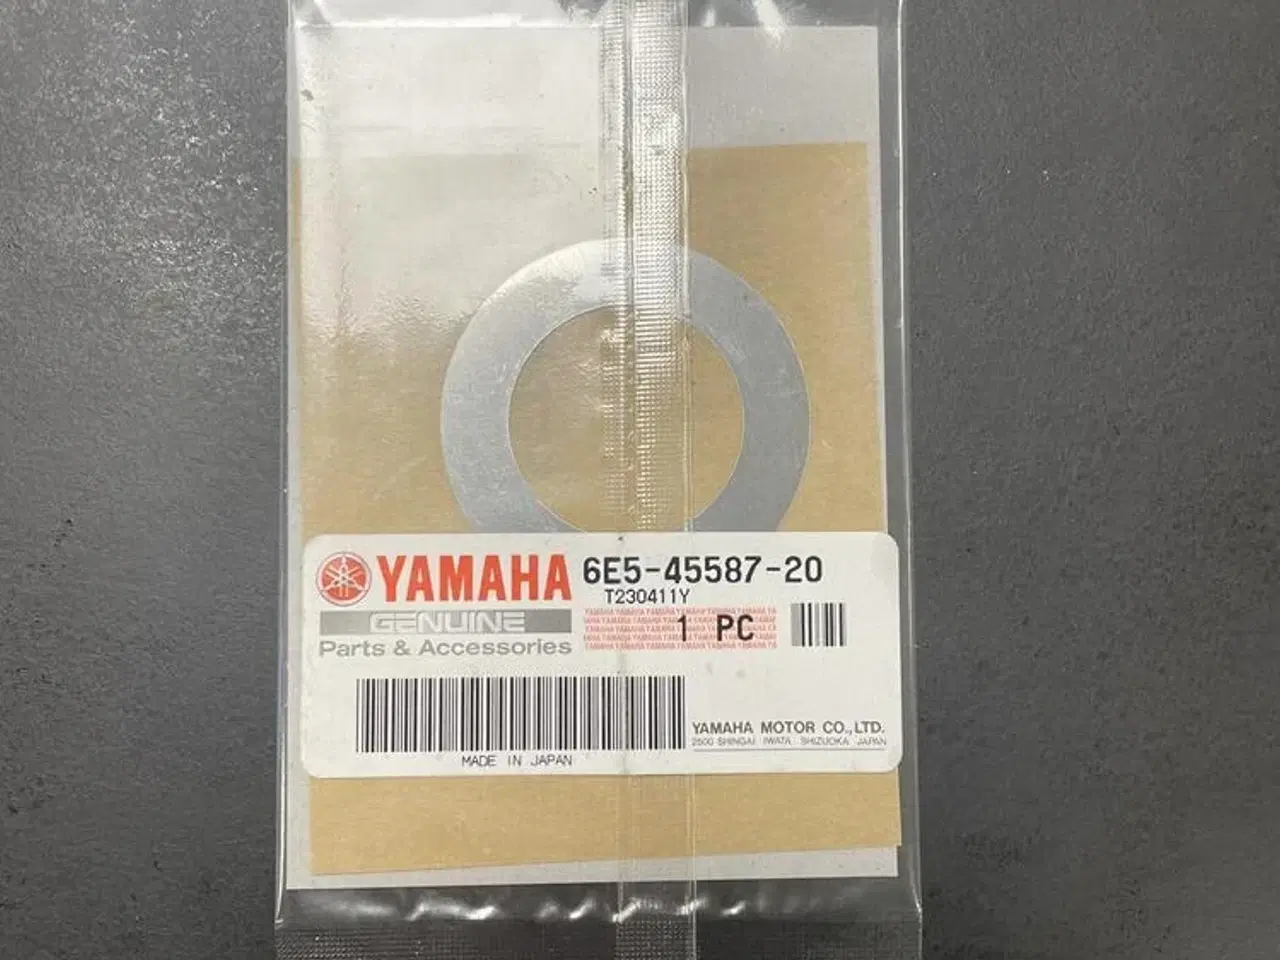 YAMAHA 6E5-45587-20
T230411Y
GENUINE
Parts & Accessories
1 PC
YAMAHA MOTOR CO.,LTD.
2500 SHINGAI IWATA SHIZUOKA JAPAN
MADE IN JAPAN